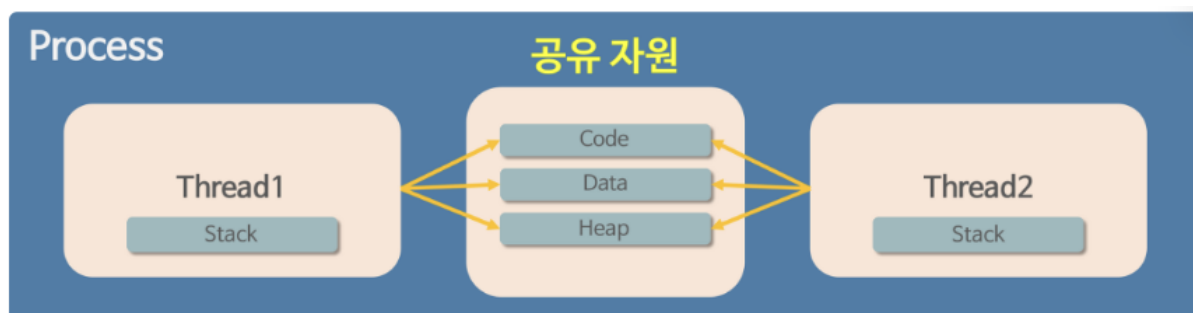 Process
공유 자원
Thread1
Stack
Code
Data
Heap
Thread2
Stack